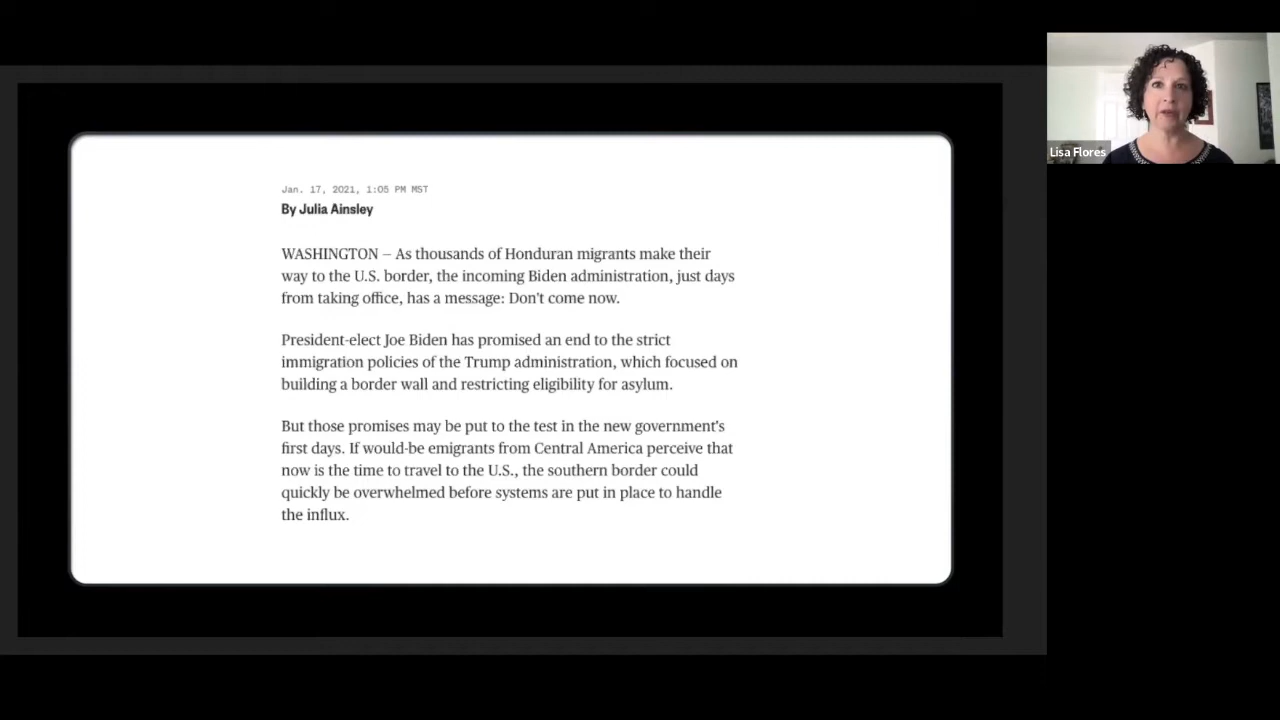 Jan. 17, 2021, 1:05 PM MST
By Julia Ainsley
WASHINGTON — As thousands of Honduran migrants make their
way to the U.S. border, the incoming Biden administration, just days
from taking office, has a message: Don't come now.
President-elect Joe Biden has promised an end to the strict
immigration policies of the Trump administration, which focused on
building a border wall and restricting eligibility for asylum.
But those promises may be put to the test in the new government's
first days. If would-be emigrants from Central America perceive that
now is the time to travel to the U.S., the southern border could
quickly be overwhelmed before systems are put in place to handle
the influx.
Lisa Flores